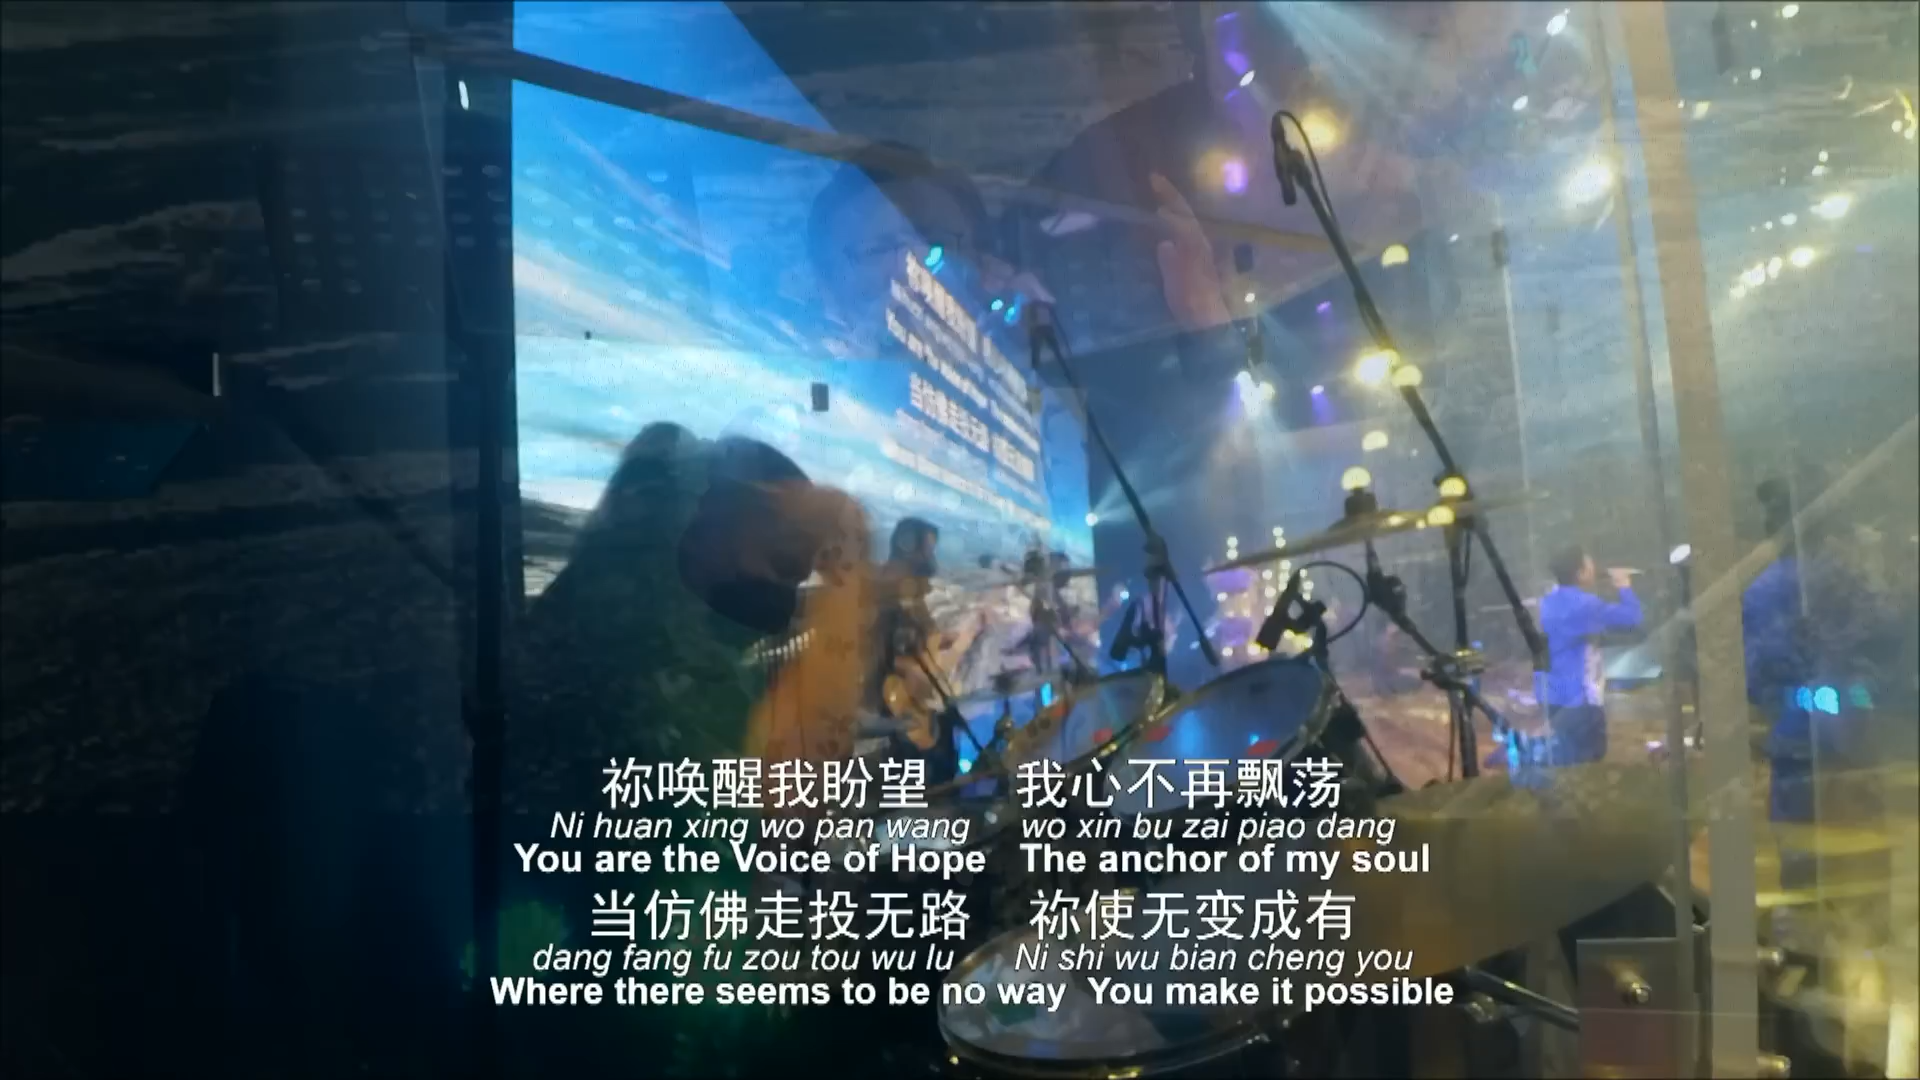 祢唤醒我盼望 我心不再飘荡
Ni huan xing wo pan wang wo xin bu zai piao dang
You are the Voice of Hope The anchor of my soul
当仿佛走投无路 祢使无变成有
dang fang fu zou tou wu lu Ni shi wu bian cheng you
Where there seems to be no way You make it possible